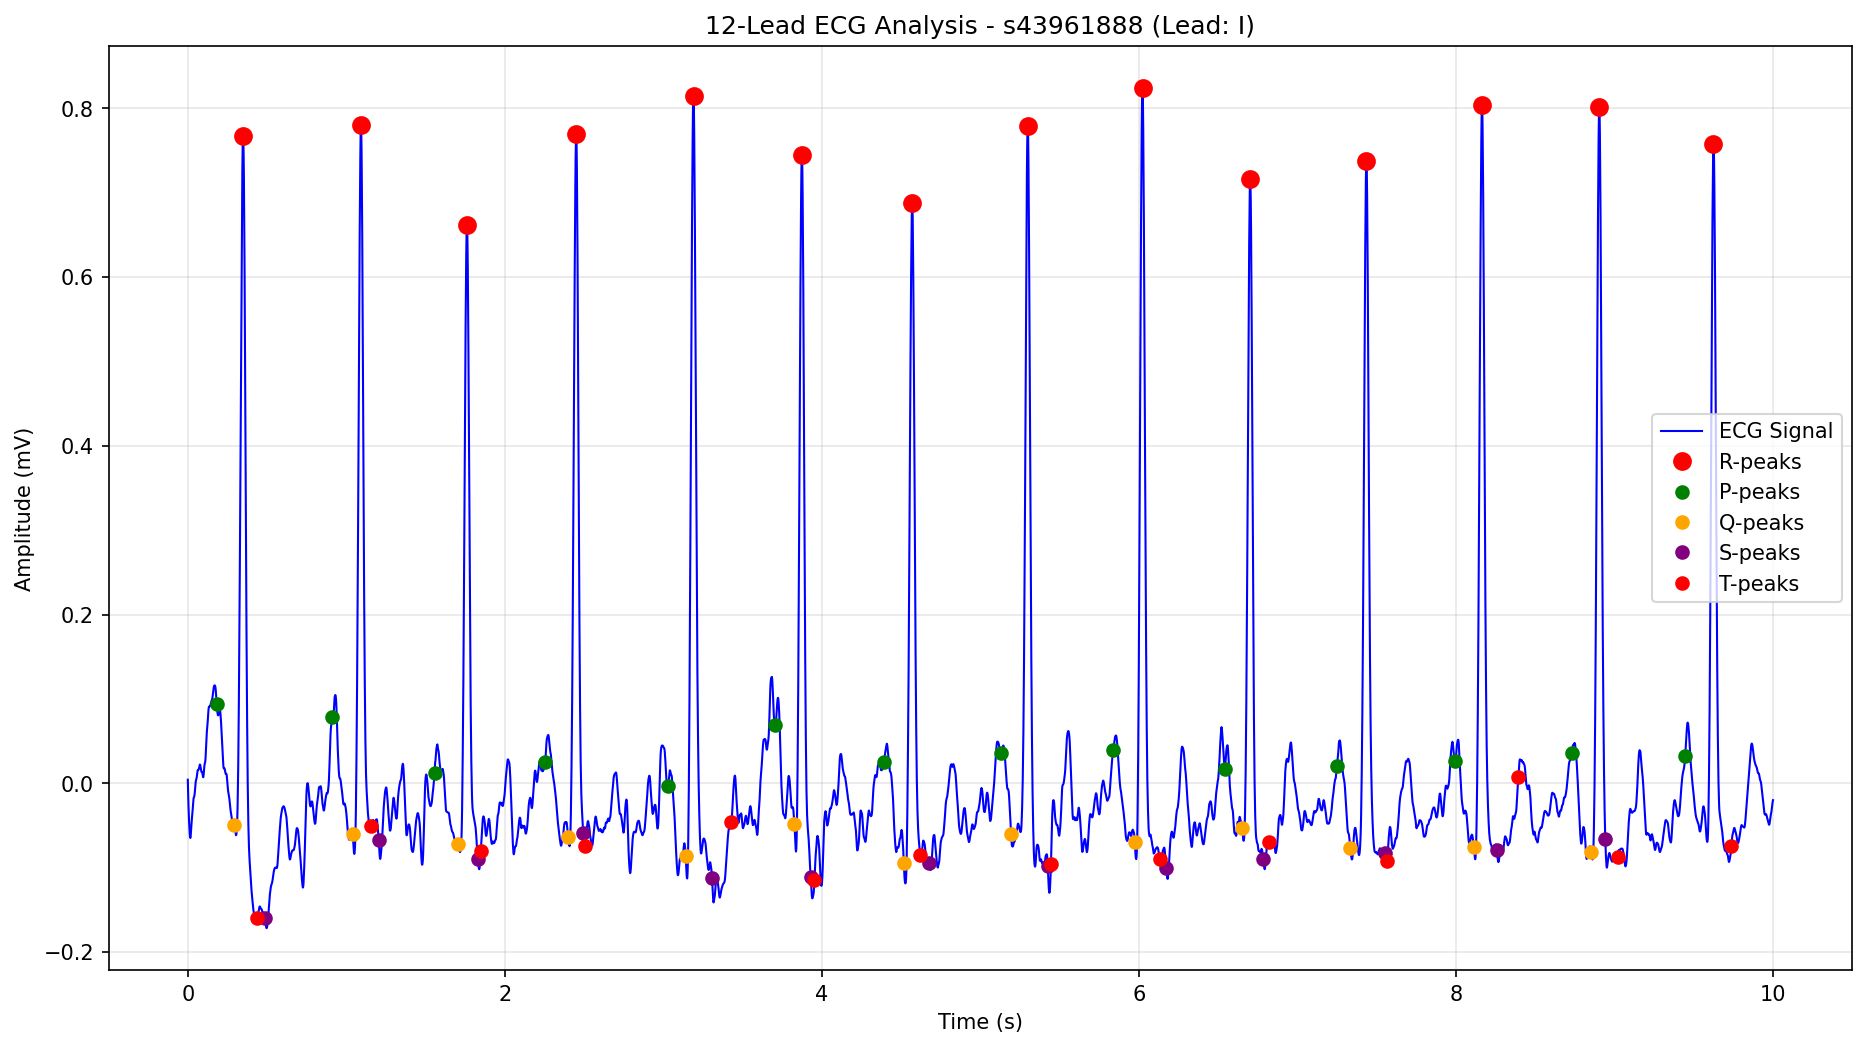 12-Lead ECG Analysis - s43961888 (Lead: I)
Amplitude (mV)
0.8
0.6
0.4
0.2
0.0
−0.2
ECG Signal
R-peaks
P-peaks
Q-peaks
S-peaks
T-peaks
0 2 4 6 8 10
Time (s)